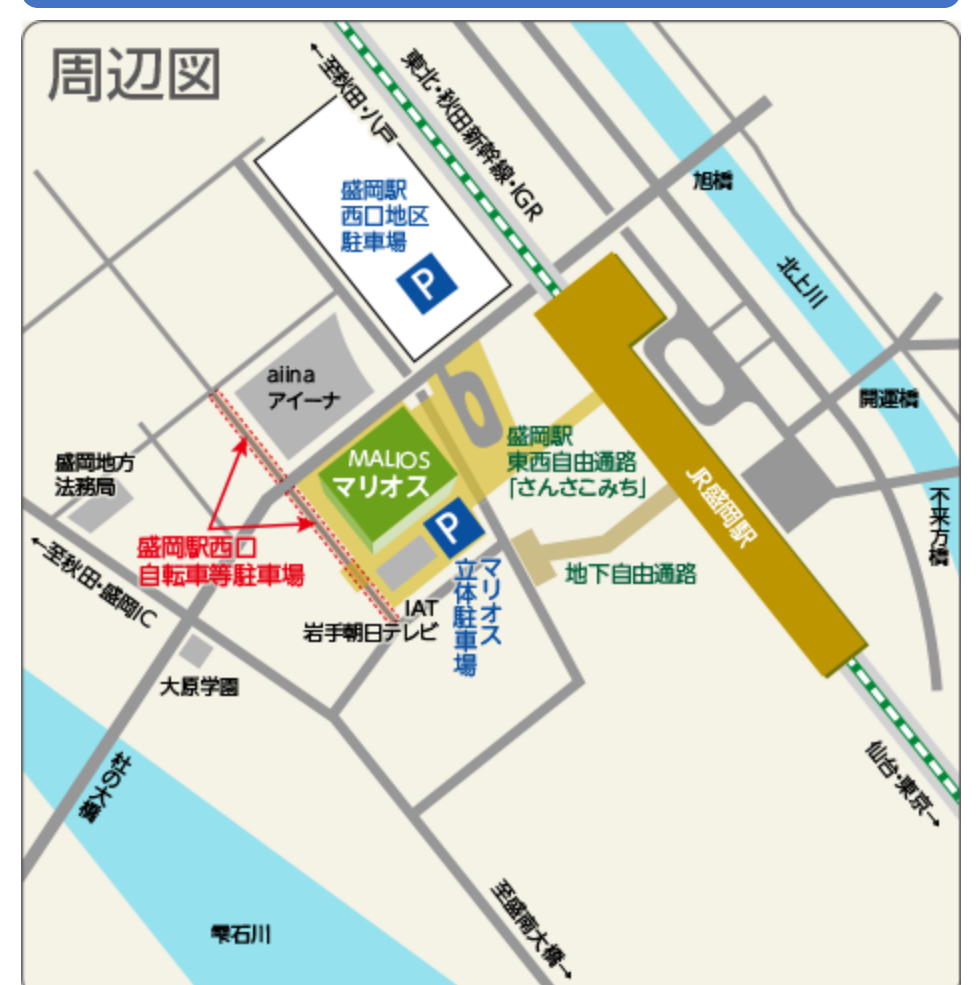 周辺図
←至秋田・八戸
東北・秋田新幹線・IGR
旭橋
北上川
盛岡駅
西口地区
駐車場
P
aiina
アイーナ
開運橋
盛岡駅
東西自由通路
「さんさこみち」
MALIOS
マリオス
P
JR盛岡駅
盛岡地方
法務局
不来方橋
盛岡駅西口
自転車等駐車場
←至秋田・盛岡IC
地下自由通路
マリオス
立体駐車場
IAT
岩手朝日テレビ
大原学園
杜の大橋
仙台・東京→
至盛南大橋→
雫石川